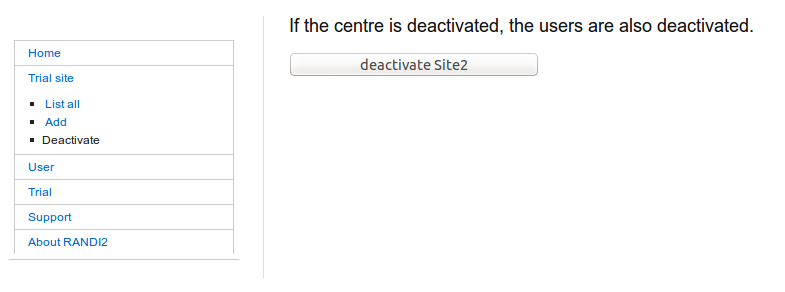 Home
Trial site
List all
Add
Deactivate
User
Trial
Support
About RANDI2
If the centre is deactivated, the users are also deactivated.
deactivate Site2